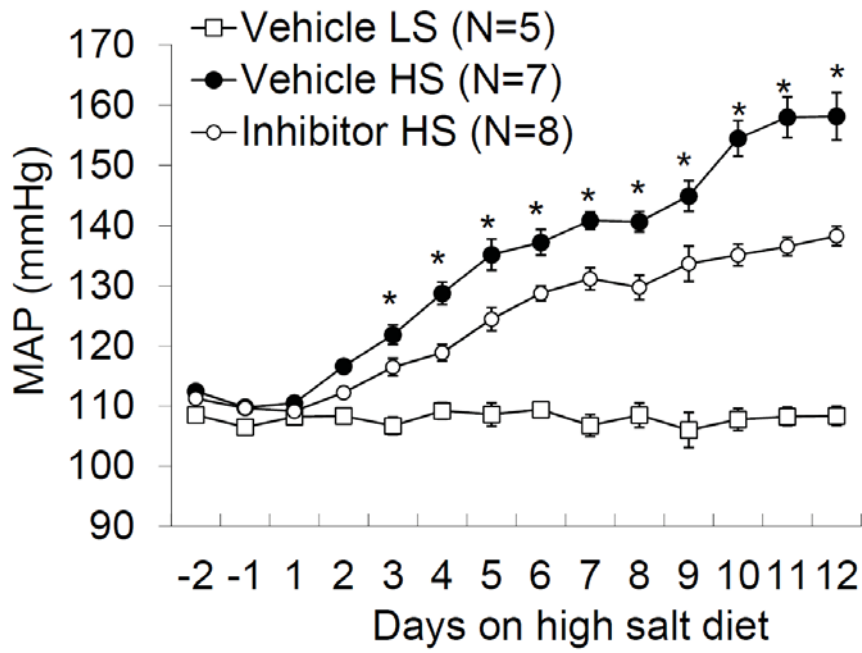 Vehicle LS (N=5)
Vehicle HS (N=7)
Inhibitor HS (N=8)
MAP (mmHg)
170
160
150
140
130
120
110
100
90
* * * * * * * * * *
-2 -1 1 2 3 4 5 6 7 8 9 10 11 12
Days on high salt diet